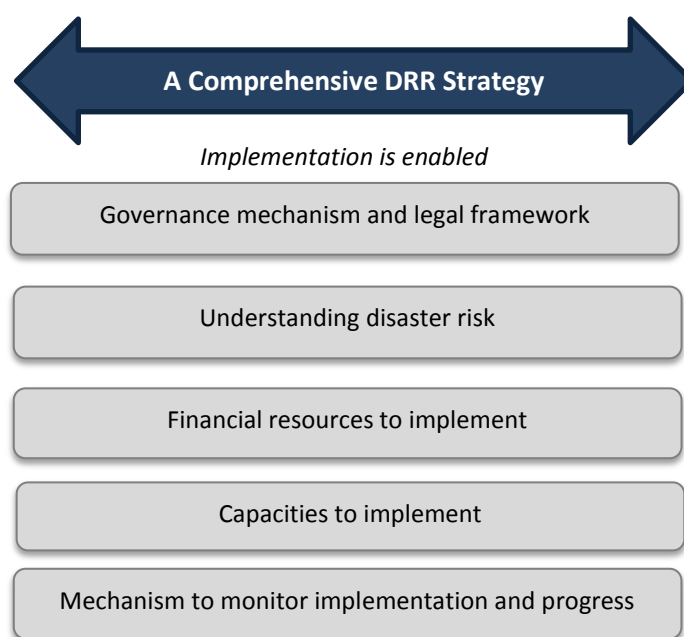 A Comprehensive DRR Strategy
Implementation is enabled
Governance mechanism and legal framework
Understanding disaster risk
Financial resources to implement
Capacities to implement
Mechanism to monitor implementation and progress